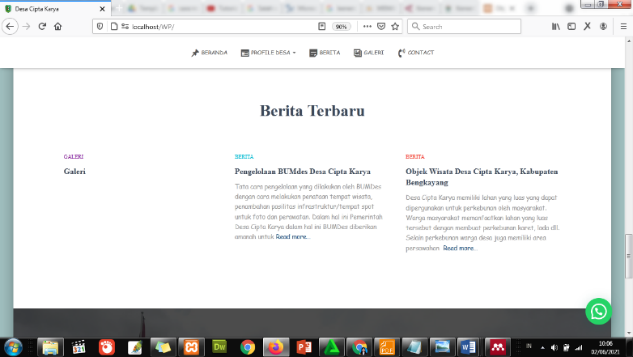 Desa Cipta Karya
localhost/WP/
90%
Search
BERANDA
PROFILE DESA
BERITA
GALERI
CONTACT
Berita Terbaru
GALERI
Galeri
BERITA
Pengelolaan BUMdes Desa Cipta Karya
Tata cara pengelolaan yang dilakukan oleh BUMDes
dengan cara melakukan penataan tempat wisata,
penambahan pasilitas infrastruktur/tempat spot
untuk foto dan perawatan. Dalam hal ini Pemerintah
Desa Cipta Karya dalam hal ini BUMDes diberikan
amanah untuk Read more..
BERITA
Objek Wisata Desa Cipta Karya, Kabupaten
Bengkayang
Desa Cipta Karya memiliki lahan yang luas yang dapat
dipergunakan untuk perkebunan oleh masyarakat.
Warga masyarakat memanfaatkan lahan yang luas
tersebut dengan membuat perkebunan karet, lada dll.
Selain perkebunan warga desa juga memiliki area
persawahan Read more..
IN
10:06
02/06/2021